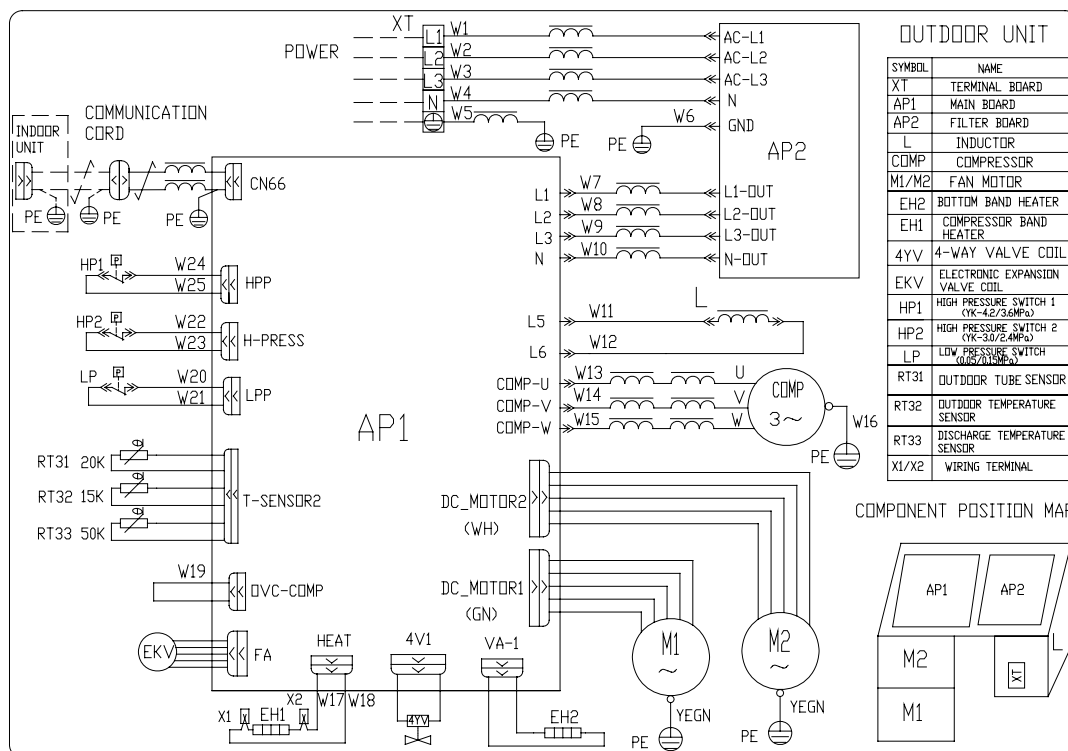 XT
POWER
L1 W1
L2 W2
L3 W3
N W4
W5
PE
AC-L1
AC-L2
AC-L3
N
GND
W6
PE
AP2
L1-OUT
L2-OUT
L3-OUT
N-OUT
COMMUNICATION
CORD
INDOOR
UNIT
PE
PE
PE
CN66
L1 W7
L2 W8
L3 W9
N W10
HP1 P W24
W25
HPP
HP2 P W22
W23
H-PRESS
LP P W20
W21
LPP
AP1
L5 W11
L
L6 W12
COMP-U W13 U
COMP-V W14 V
COMP-W W15 W
COMP
3~
W16
PE
RT31 20K θ
RT32 15K θ
RT33 50K θ
T-SENSOR2
DC_MOTOR2
(WH)
DC_MOTOR1
(GN)
W19
OVC-COMP
EKV
FA
HEAT
W17 W18
X1 EH1 X2
4V1
4YV
VA-1
EH2
M1
~
YEGN
PE
M2
~
YEGN
PE
OUTDOOR UNIT
SYMBOL NAME
XT TERMINAL BOARD
AP1 MAIN BOARD
AP2 FILTER BOARD
L INDUCTOR
COMP COMPRESSOR
M1/M2 FAN MOTOR
EH2 BOTTOM BAND HEATER
EH1 COMPRESSOR BAND
HEATER
4YV 4-WAY VALVE COIL
EKV ELECTRONIC EXPANSION
VALVE COIL
HP1 HIGH PRESSURE SWITCH 1
(YK-4.2/3.6MPa)
HP2 HIGH PRESSURE SWITCH 2
(YK-3.0/2.4MPa)
LP LOW PRESSURE SWITCH
(0.05/0.15MPa)
RT31 OUTDOOR TUBE SENSOR
RT32 OUTDOOR TEMPERATURE
SENSOR
RT33 DISCHARGE TEMPERATURE
SENSOR
X1/X2 WIRING TERMINAL
COMPONENT POSITION MAP
AP1 AP2
M2
M1
XT
L